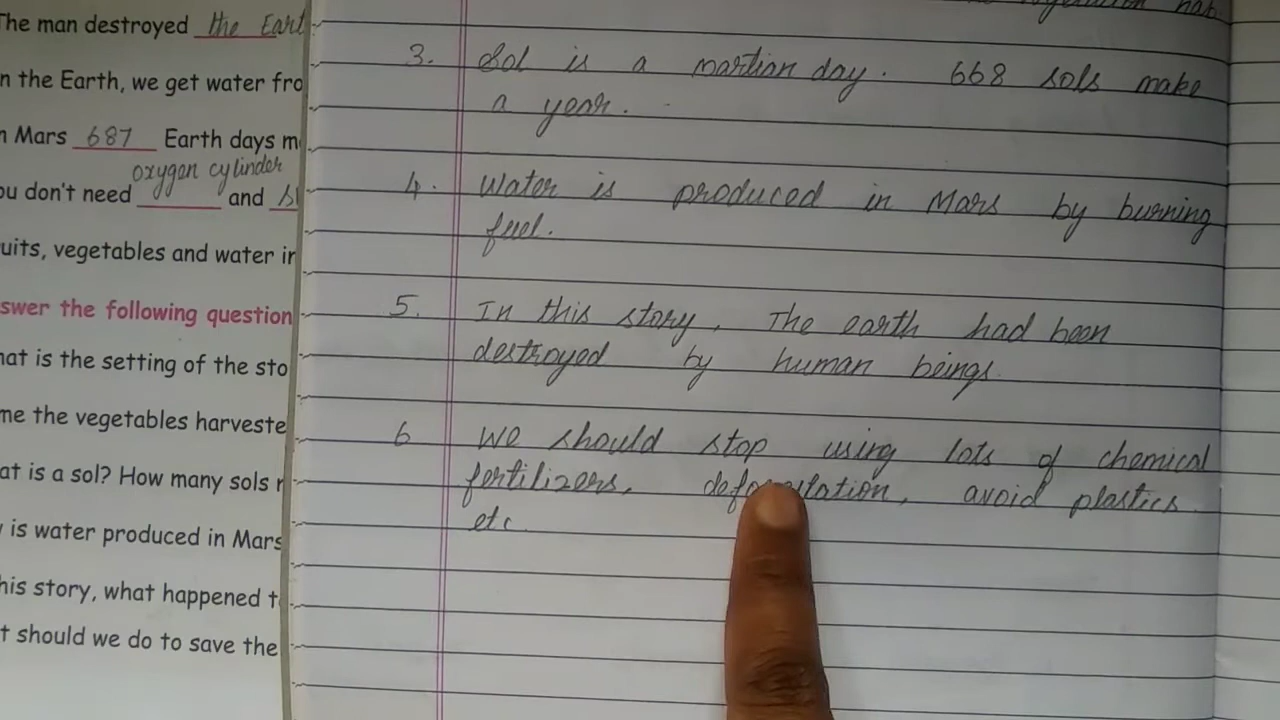 The man destroyed the Eart
n the Earth, we get water fro
n Mars 687 Earth days m
oxygen cylinder
ou don't need and
uits, vegetables and water in
swer the following question
hat is the setting of the sto
me the vegetables harveste
at is a sol? How many sols
is water produced in Mars
his story, what happened t
t should we do to save the
3. Sol is a martian day. 668 sols make
a year.
4. Water is produced in Mars by burning
fuel.
5. In this story, The earth had been
destroyed by human beings.
6 We should stop using lots of chemical
fertilizers, deforestation, avoid plastics
etc